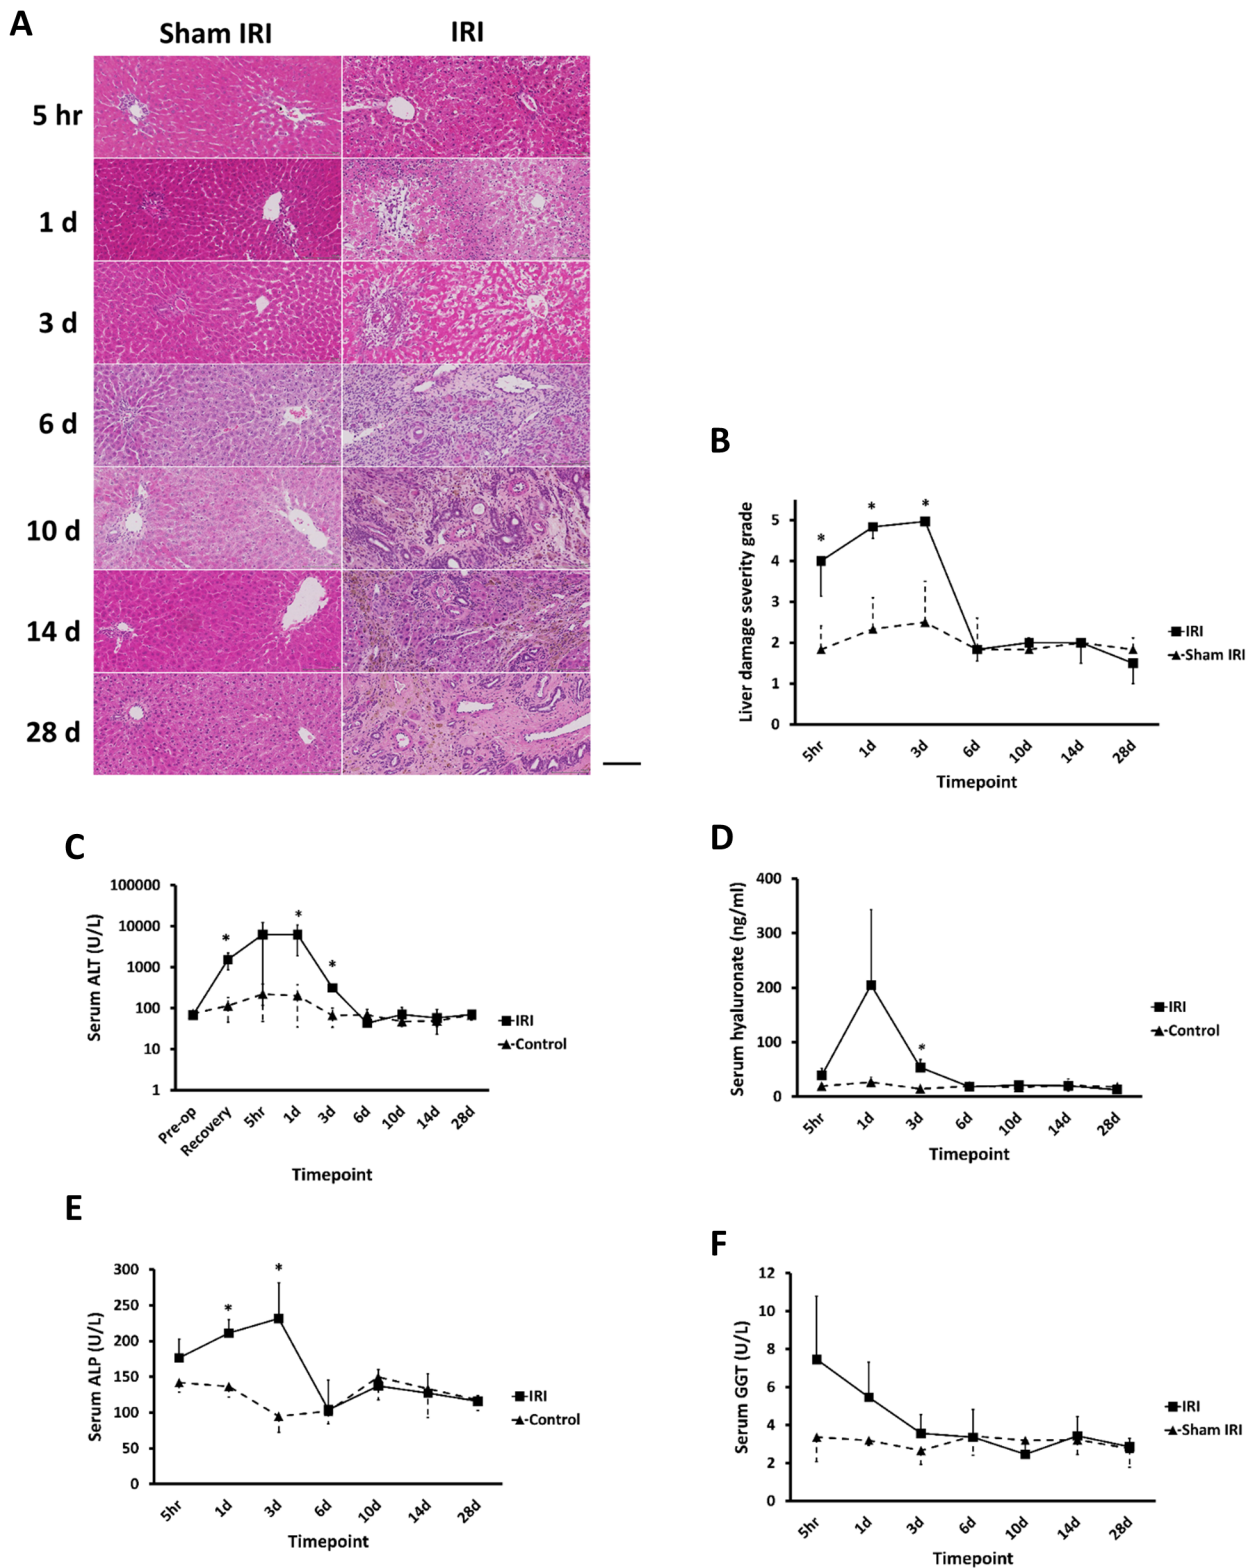 A
Sham IRI
IRI
5 hr
1 d
3 d
6 d
10 d
14 d
28 d
B
Liver damage severity grade
5
4
3
2
1
0
* * *
5hr 1d 3d 6d 10d 14d 28d
Timepoint
IRI
Sham IRI
C
Serum ALT (U/L)
100000
10000
1000
100
10
1
* * *
Pre-op Recovery 5hr 1d 3d 6d 10d 14d 28d
Timepoint
IRI
Control
D
Serum hyaluronate (ng/ml)
400
300
200
100
0
*
5hr 1d 3d 6d 10d 14d 28d
Timepoint
IRI
Control
E
Serum ALP (U/L)
300
250
200
150
100
50
0
* *
5hr 1d 3d 6d 10d 14d 28d
Timepoint
IRI
Control
F
Serum GGT (U/L)
12
10
8
6
4
2
0
5hr 1d 3d 6d 10d 14d 28d
Timepoint
IRI
Sham IRI